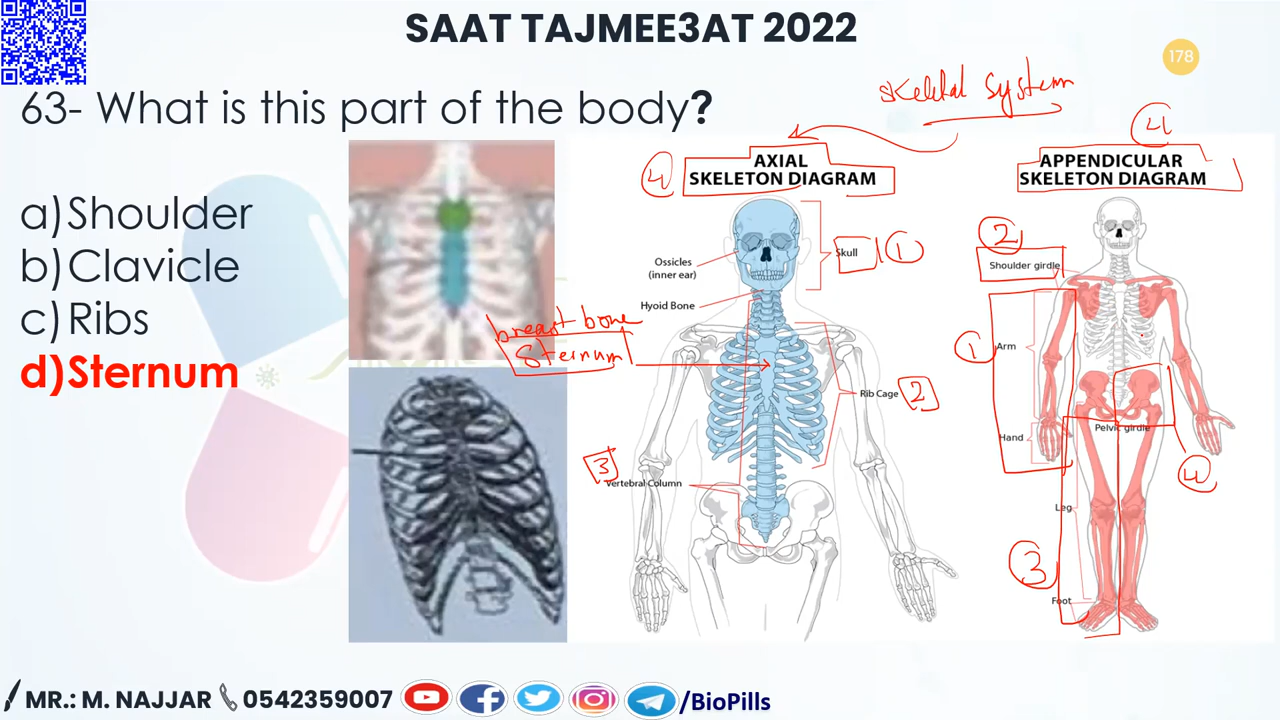 SAAT TAJMEE3AT 2022
178
63- What is this part of the body?
a) Shoulder
b) Clavicle
c) Ribs
d) Sternum
skeletal system
4
AXIAL
SKELETON DIAGRAM
Skull
1
Ossicles
(inner ear)
Hyoid Bone
breast bone
Sternum
Rib Cage
2
3
Vertebral Column
4
APPENDICULAR
SKELETON DIAGRAM
2
Shoulder girdle
1
Arm
Hand
Pelvic girdle
4
Leg
3
Foot
MR.: M. NAJJAR 0542359007 /BioPills